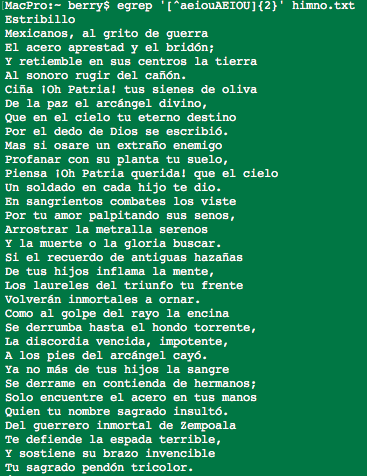 MacPro:~ berry$ egrep '[^aeiouAEIOU]{2}' himno.txt
Estribillo
Mexicanos, al grito de guerra
El acero aprestad y el bridón;
Y retiemble en sus centros la tierra
Al sonoro rugir del cañón.
Ciña ¡Oh Patria! tus sienes de oliva
De la paz el arcángel divino,
Que en el cielo tu eterno destino
Por el dedo de Dios se escribió.
Mas si osare un extraño enemigo
Profanar con su planta tu suelo,
Piensa ¡Oh Patria querida! que el cielo
Un soldado en cada hijo te dio.
En sangrientos combates los viste
Por tu amor palpitando sus senos,
Arrostrar la metralla serenos
Y la muerte o la gloria buscar.
Si el recuerdo de antiguas hazañas
De tus hijos inflama la mente,
Los laureles del triunfo tu frente
Volverán inmortales a ornar.
Como al golpe del rayo la encina
Se derrumba hasta el hondo torrente,
La discordia vencida, impotente,
A los pies del arcángel cayó.
Ya no más de tus hijos la sangre
Se derrame en contienda de hermanos;
Solo encuentre el acero en tus manos
Quien tu nombre sagrado insultó.
Del guerrero inmortal de Zempoala
Te defiende la espada terrible,
Y sostiene su brazo invencible
Tu sagrado pendón tricolor.